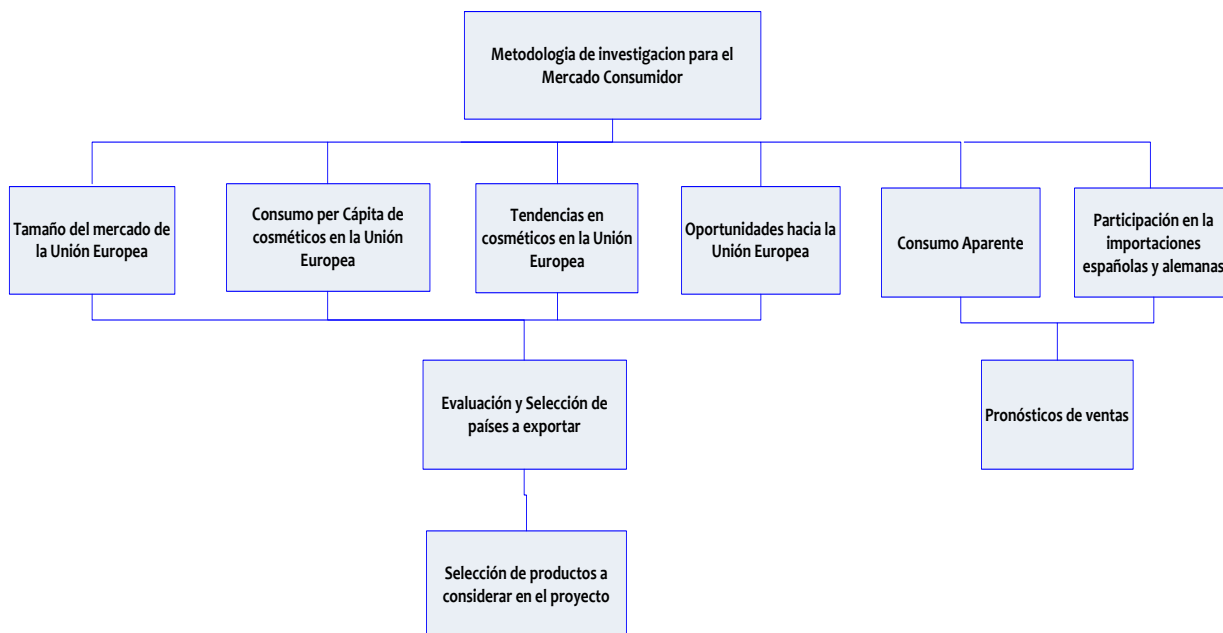 Metodologia de investigacion para el
Mercado Consumidor
Tamaño del mercado de
la Unión Europea
Consumo per Cápita de
cosméticos en la Unión
Europea
Tendencias en
cosméticos en la Unión
Europea
Oportunidades hacia la
Unión Europea
Consumo Aparente
Participación en la
importaciones
españolas y alemanas
Evaluación y Selección de
países a exportar
Pronósticos de ventas
Selección de productos a
considerar en el proyecto